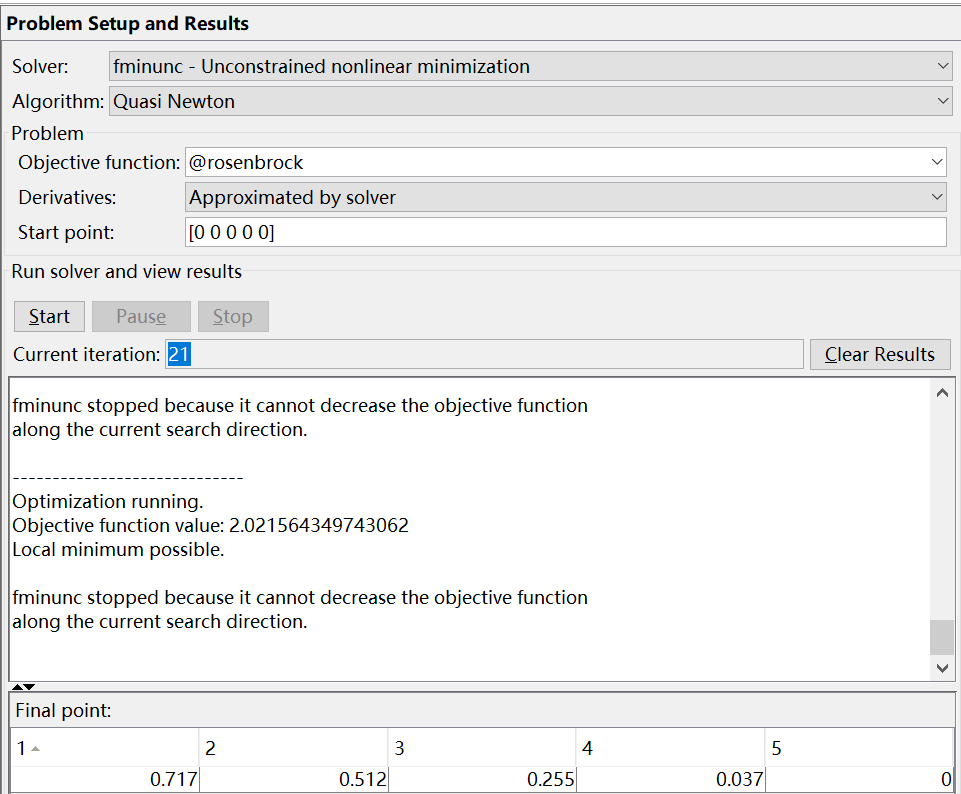 Problem Setup and Results
Solver: fminunc - Unconstrained nonlinear minimization
Algorithm: Quasi Newton
Problem
Objective function: @rosenbrock
Derivatives: Approximated by solver
Start point: [0 0 0 0 0]
Run solver and view results
Start Pause Stop
Current iteration: 21 Clear Results
fminunc stopped because it cannot decrease the objective function
along the current search direction.
-----------------------------
Optimization running.
Objective function value: 2.021564349743062
Local minimum possible.
fminunc stopped because it cannot decrease the objective function
along the current search direction.
Final point:
1 2 3 4 5
0.717 0.512 0.255 0.037 0